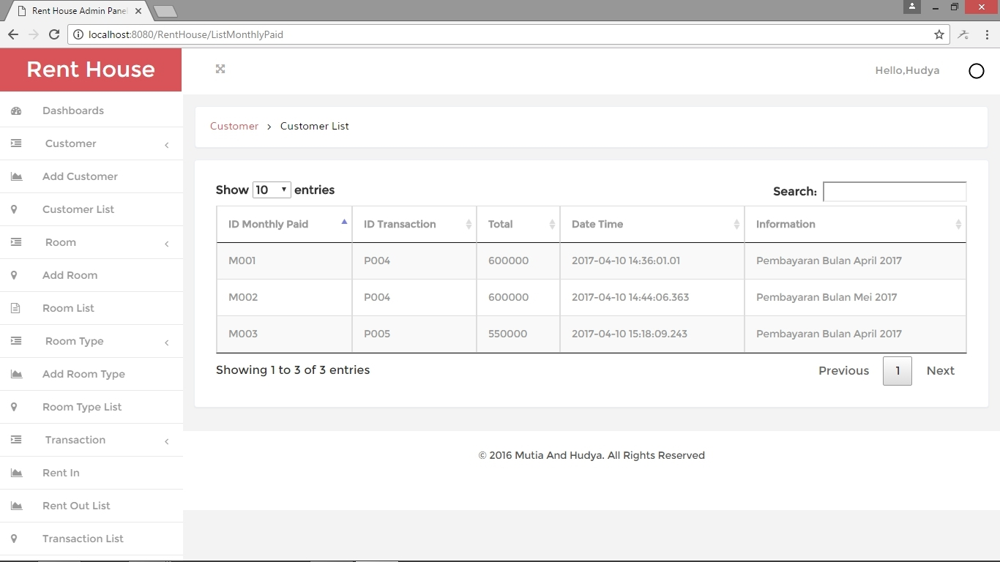 Rent House Admin Pane
localhost:8080/RentHouse/ListMonthlyPaid
Rent House
Hello,Hudya
Dashboards
Customer
Add Customer
Customer List
Room
Add Room
Room List
Room Type
Add Room Type
Room Type List
Transaction
Rent In
Rent Out List
Transaction List
Customer > Customer List
Show 10 entries
Search:
ID Monthly Paid ID Transaction Total Date Time Information
M001 P004 600000 2017-04-10 14:36:01.01 Pembayaran Bulan April 2017
M002 P004 600000 2017-04-10 14:44:06.363 Pembayaran Bulan Mei 2017
M003 P005 550000 2017-04-10 15:18:09.243 Pembayaran Bulan April 2017
Showing 1 to 3 of 3 entries
Previous 1 Next
© 2016 Mutia And Hudya. All Rights Reserved